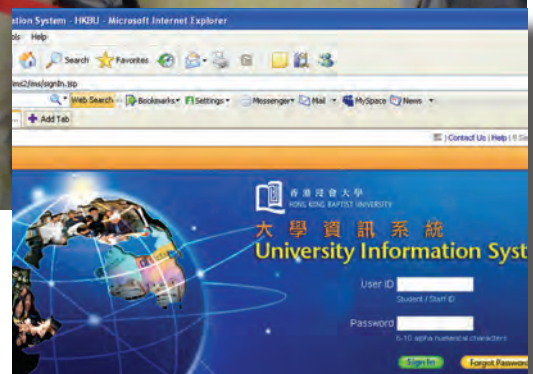 ation System - HKBU - Microsoft Internet Explorer
ols Help
Search Favorites
ms2/ims/signIn.jsp
Web Search Bookmarks Settings Messenger Mail MySpace News
Add Tab
| Contact Us | Help |
香港浸會大學
HONG KONG BAPTIST UNIVERSITY
大學資訊系統
University Information Syst
User ID
Student / Staff ID
Password
6-10 alpha numerical characters
Sign In Forgot Password